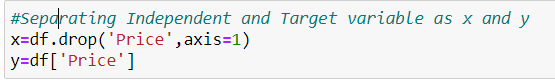 #Separating Independent and Target variable as x and y
x=df.drop('Price',axis=1)
y=df['Price']